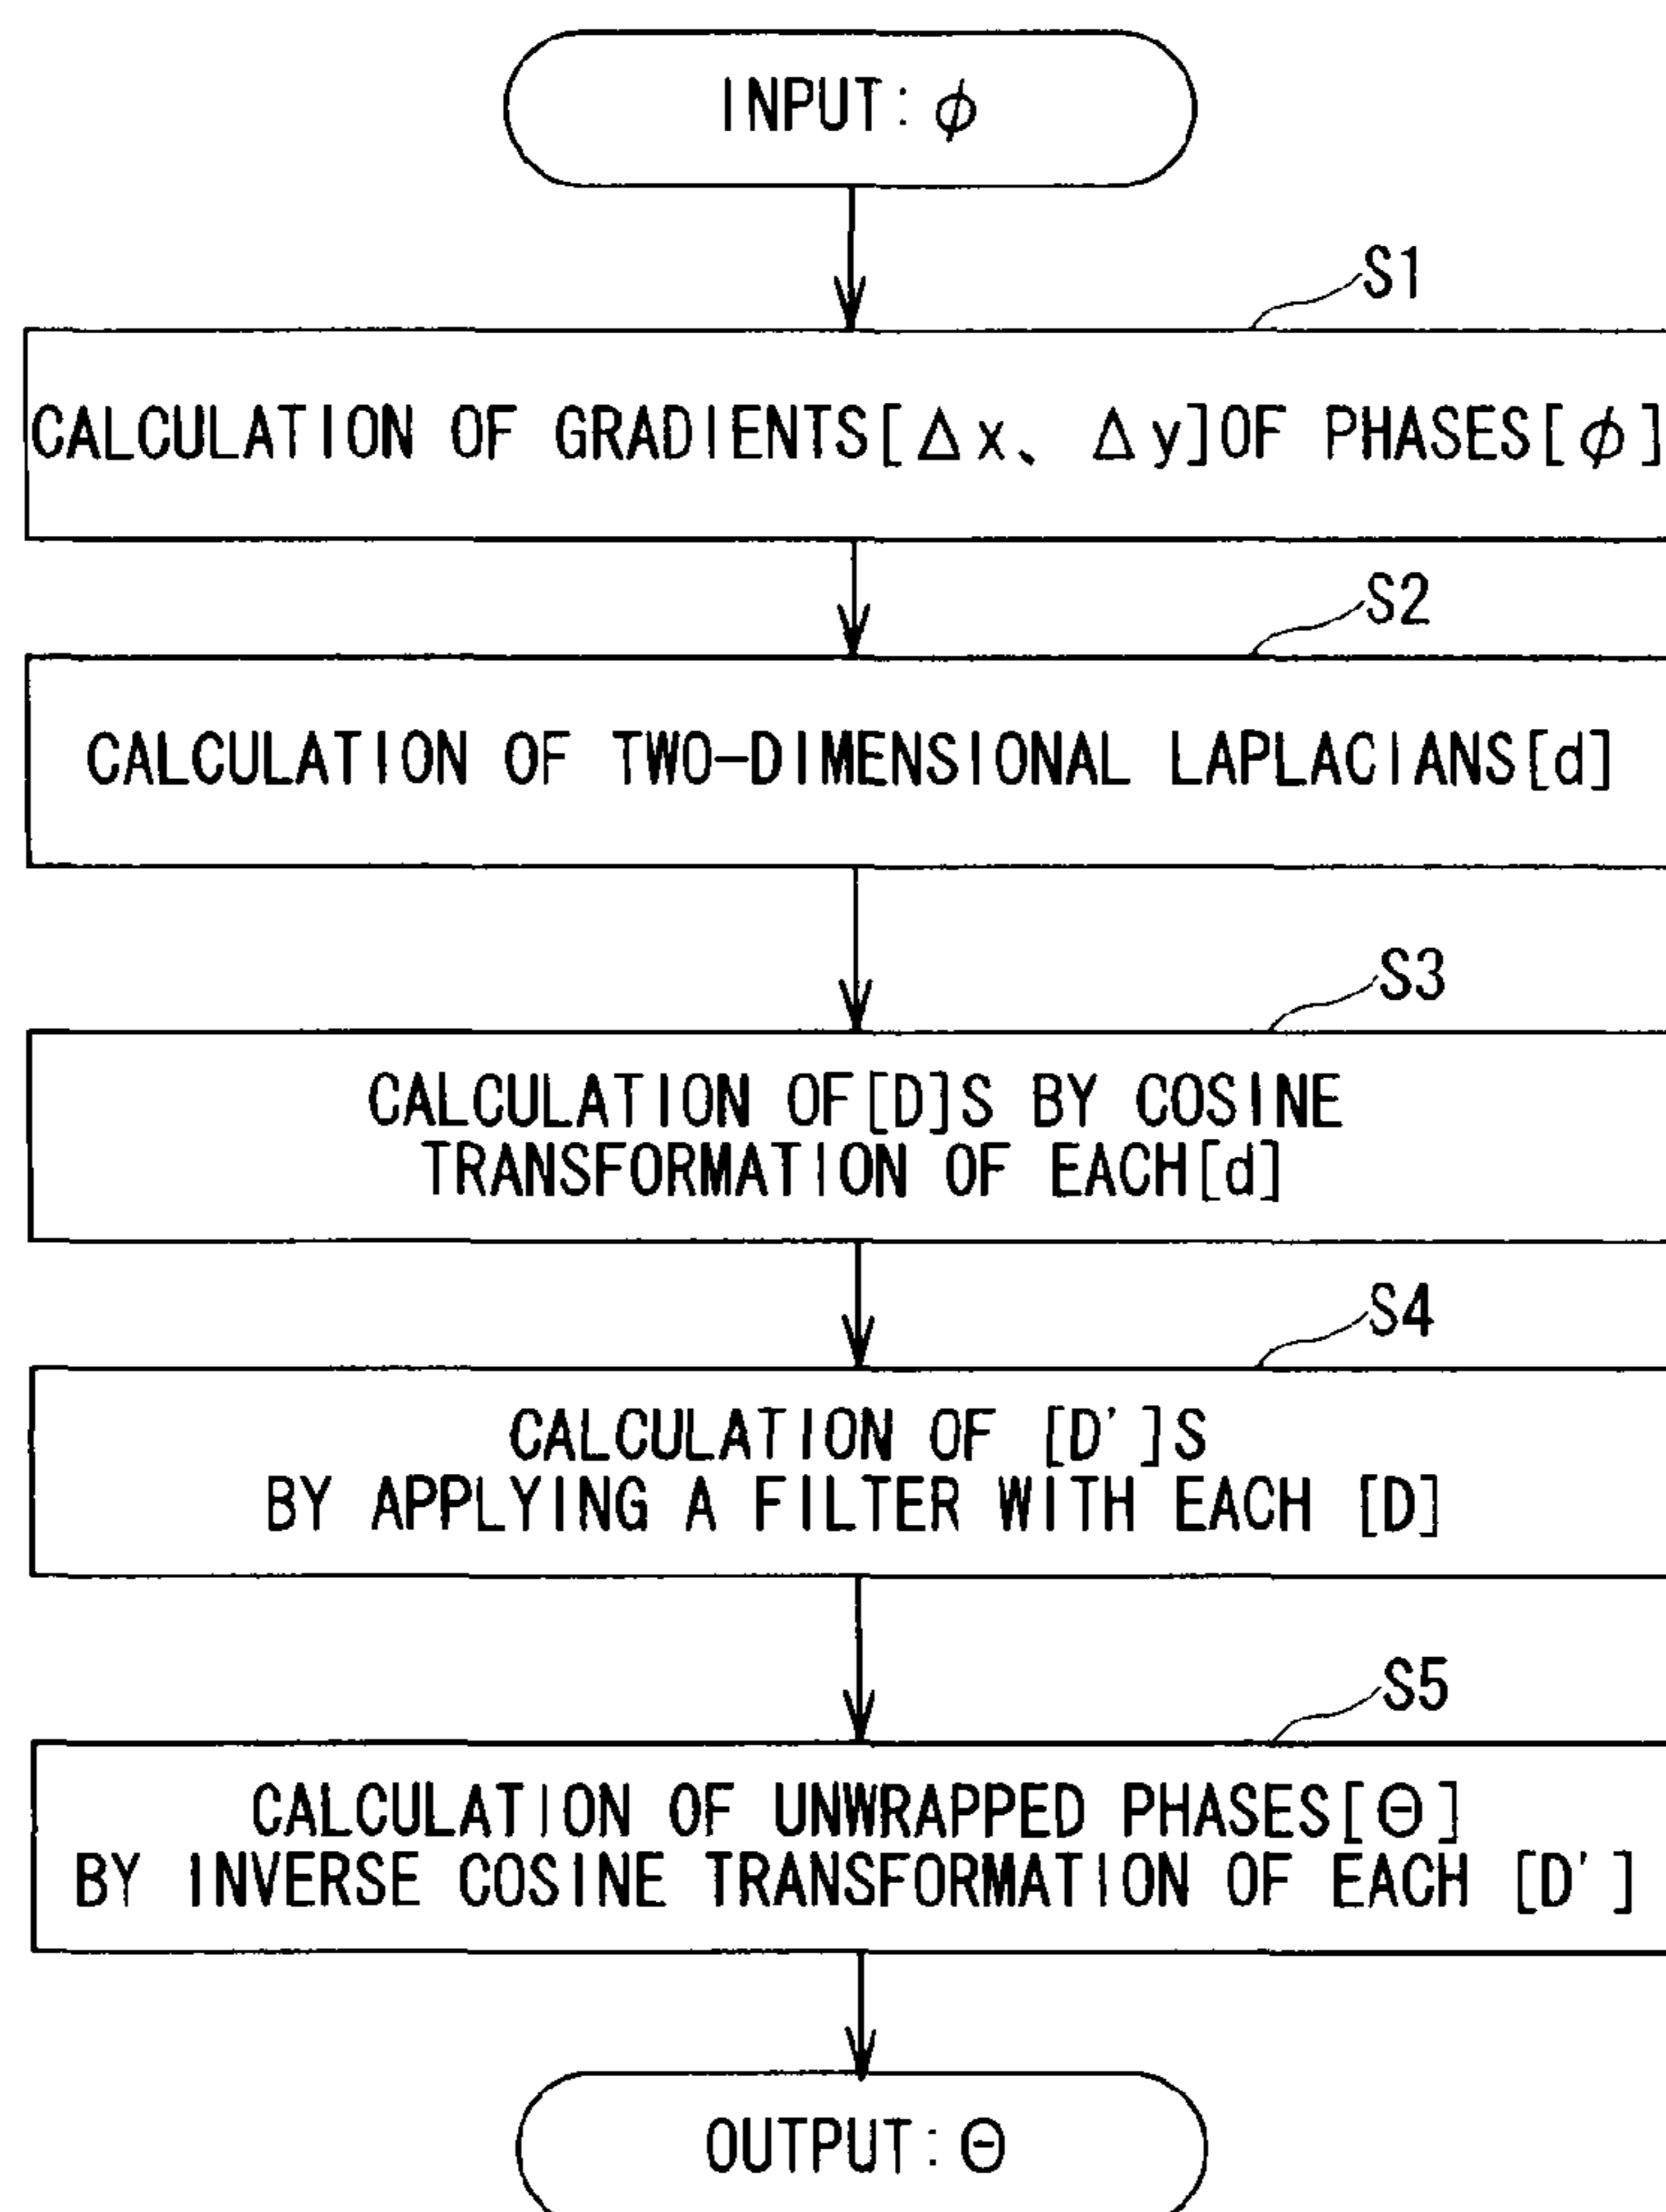 INPUT: ϕ
S1
CALCULATION OF GRADIENTS[Δx、 Δy]OF PHASES[ϕ]
S2
CALCULATION OF TWO-DIMENSIONAL LAPLACIANS[d]
S3
CALCULATION OF[D]S BY COSINE
TRANSFORMATION OF EACH[d]
S4
CALCULATION OF [D']S
BY APPLYING A FILTER WITH EACH [D]
S5
CALCULATION OF UNWRAPPED PHASES[Θ]
BY INVERSE COSINE TRANSFORMATION OF EACH [D']
OUTPUT: Θ